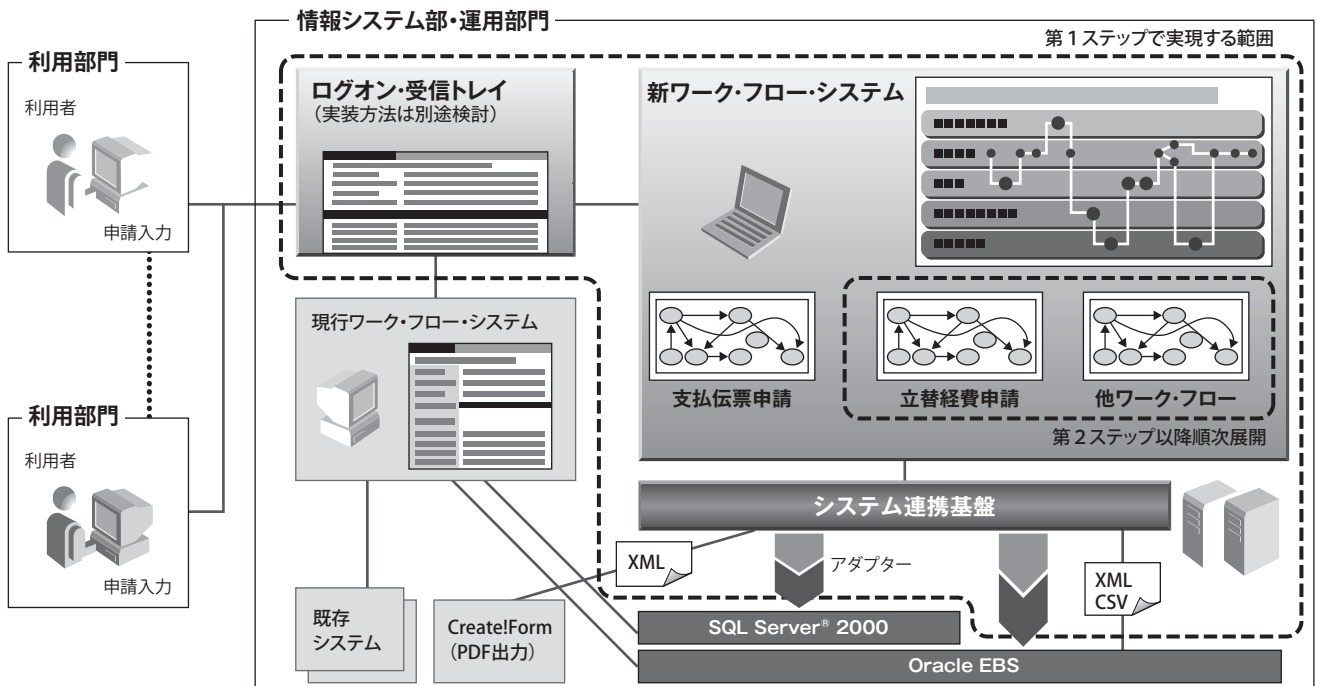 情報システム部・運用部門
第1ステップで実現する範囲
利用部門
利用者
申請入力
ログオン・受信トレイ
(実装方法は別途検討)
新ワーク・フロー・システム
現行ワーク・フロー・システム
支払伝票申請
立替経費申請
他ワーク・フロー
第2ステップ以降順次展開
利用部門
利用者
申請入力
システム連携基盤
XML
アダプター
XML
CSV
既存
システム
Create!Form
(PDF出力)
SQL Server® 2000
Oracle EBS